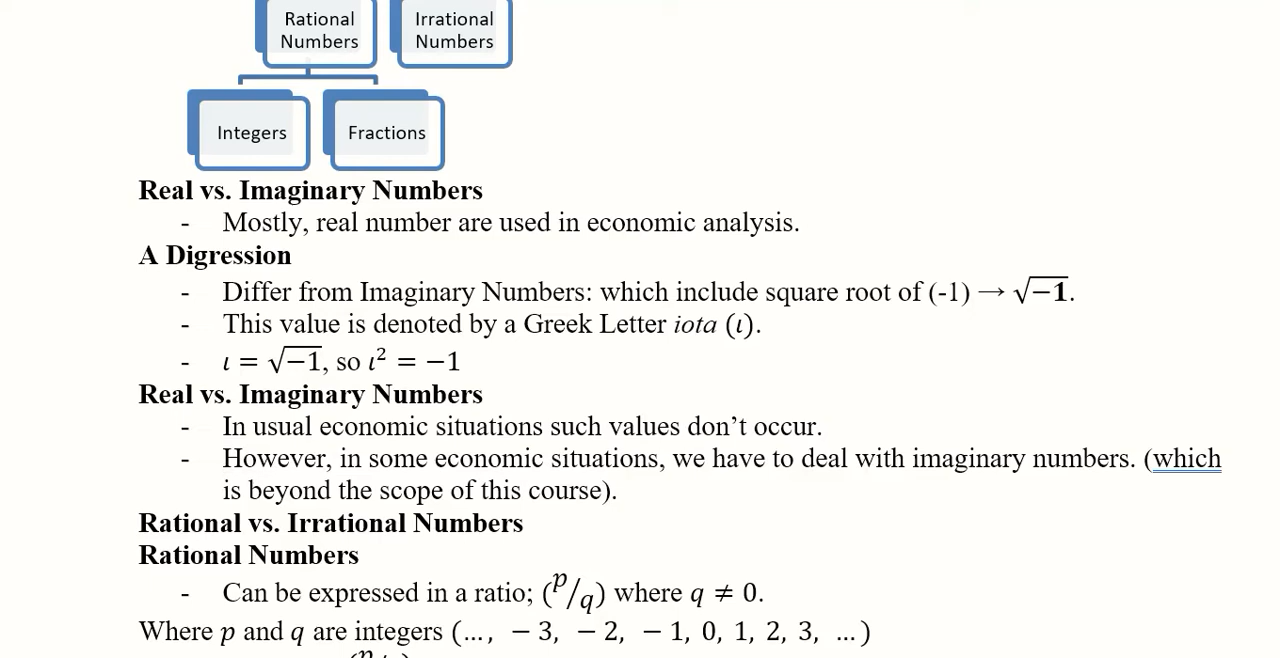 Rational
Numbers
Irrational
Numbers
Integers
Fractions
Real vs. Imaginary Numbers
- Mostly, real number are used in economic analysis.
A Digression
- Differ from Imaginary Numbers: which include square root of (-1) → √−1.
- This value is denoted by a Greek Letter iota (ι).
- ι = √−1, so ι² = −1
Real vs. Imaginary Numbers
- In usual economic situations such values don’t occur.
- However, in some economic situations, we have to deal with imaginary numbers. (which
is beyond the scope of this course).
Rational vs. Irrational Numbers
Rational Numbers
- Can be expressed in a ratio; (p/q) where q ≠ 0.
Where p and q are integers (…, − 3, − 2, − 1, 0, 1, 2, 3, …)